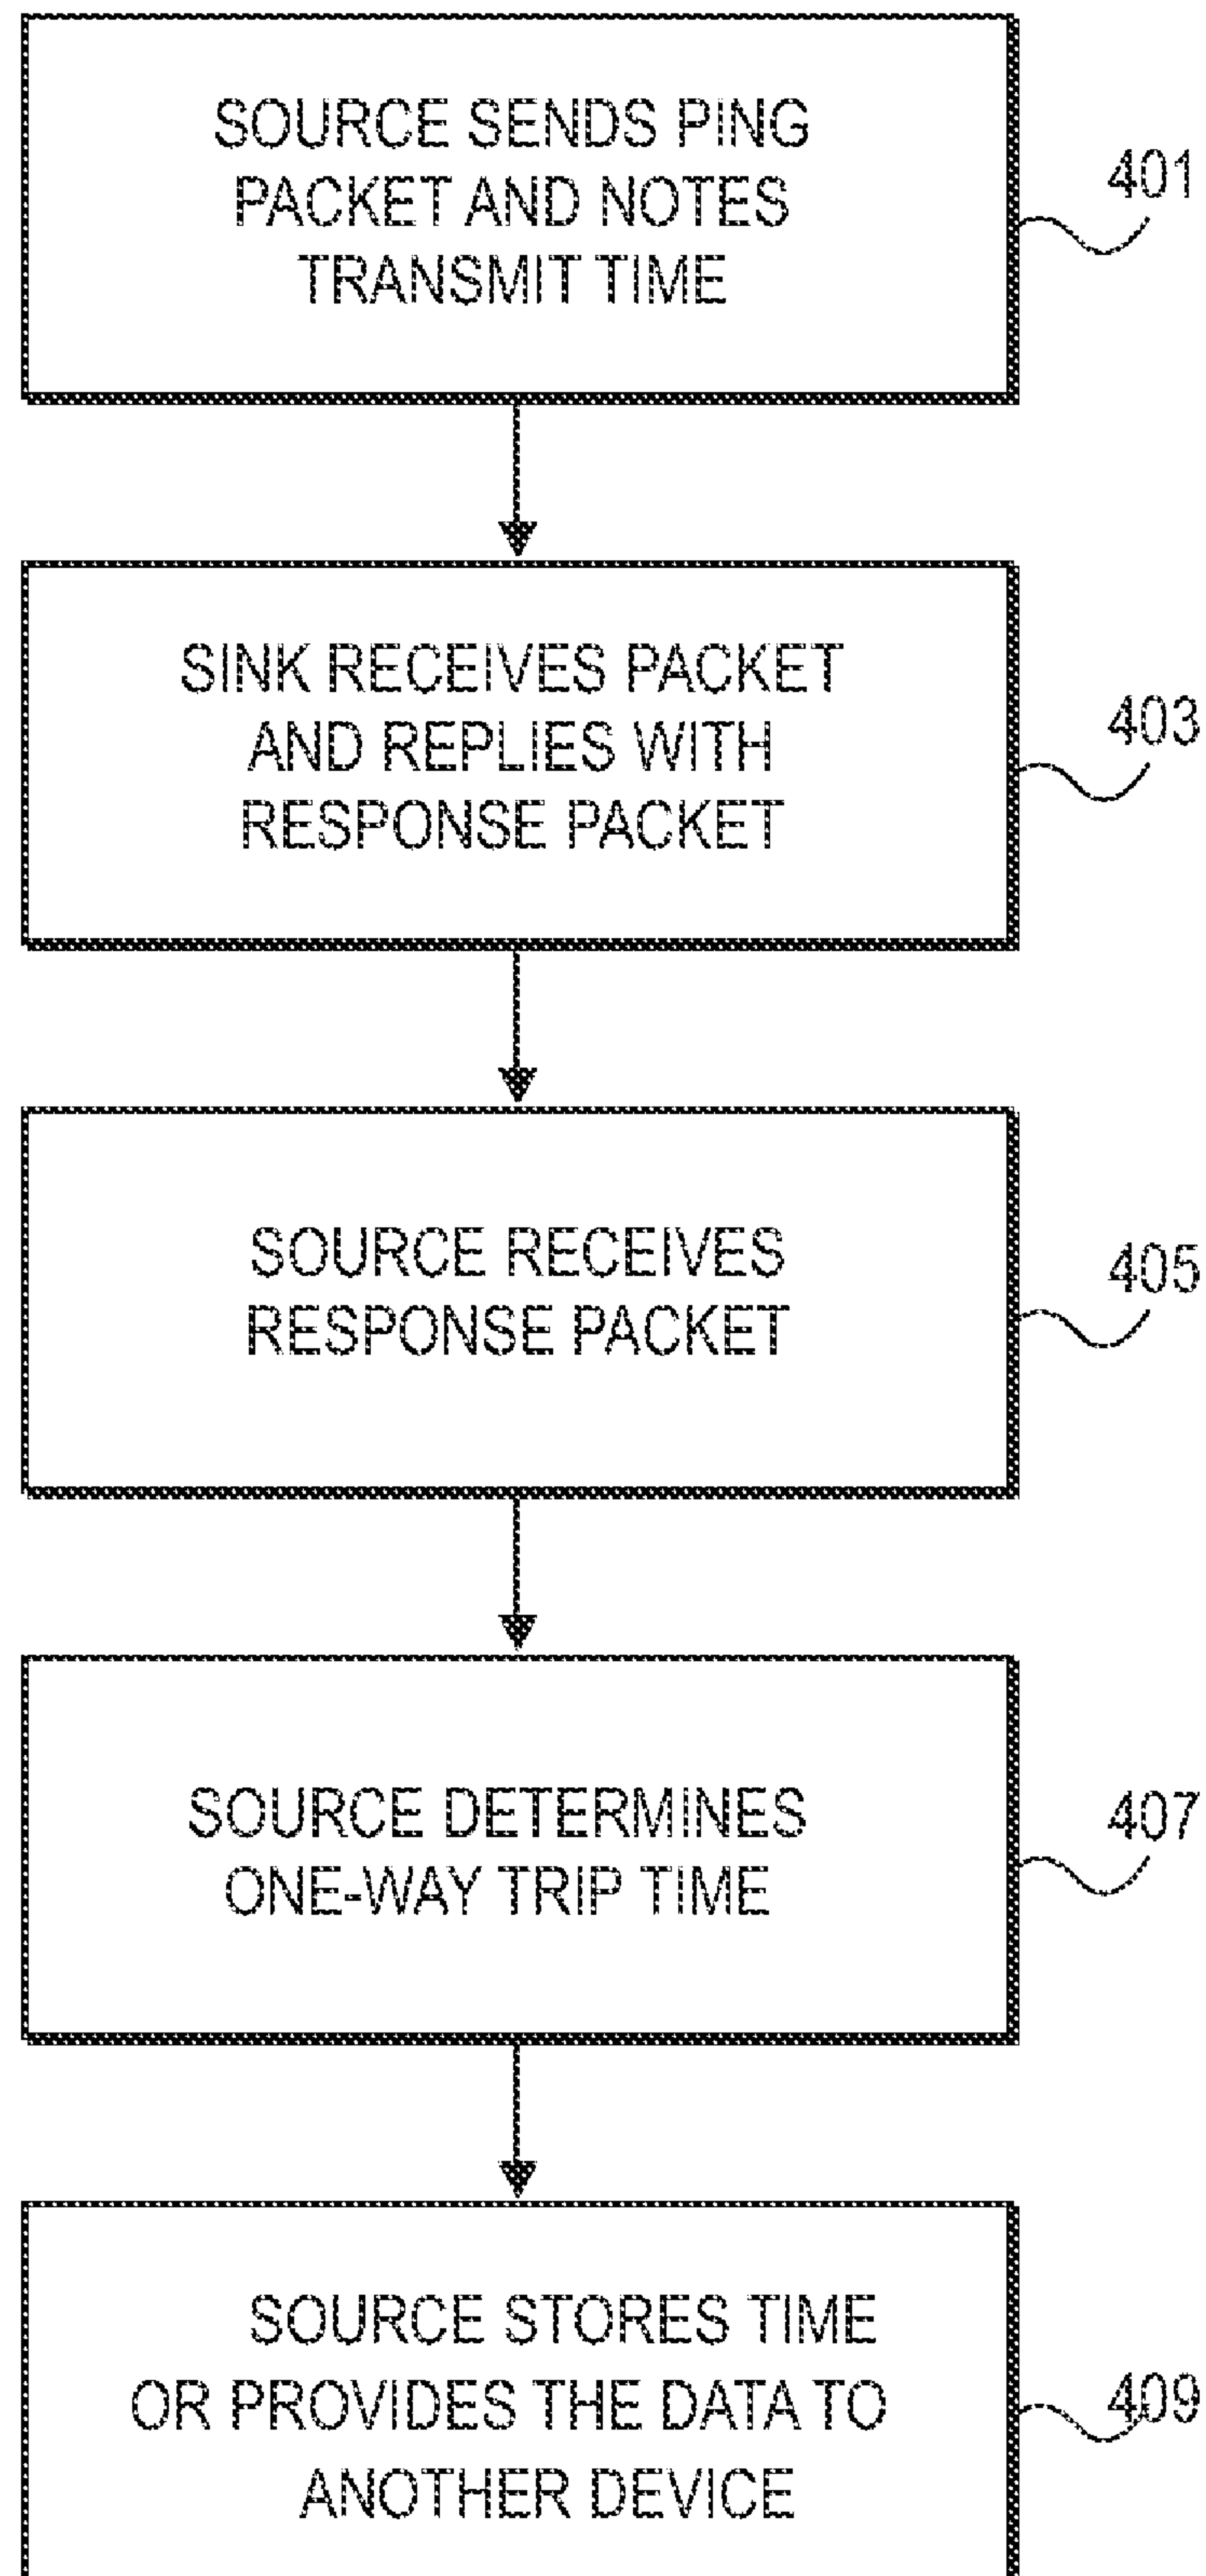 SOURCE SENDS PING
PACKET AND NOTES
TRANSMIT TIME
401
SINK RECEIVES PACKET
AND REPLIES WITH
RESPONSE PACKET
403
SOURCE RECEIVES
RESPONSE PACKET
405
SOURCE DETERMINES
ONE-WAY TRIP TIME
407
SOURCE STORES TIME
OR PROVIDES THE DATA TO
ANOTHER DEVICE
409